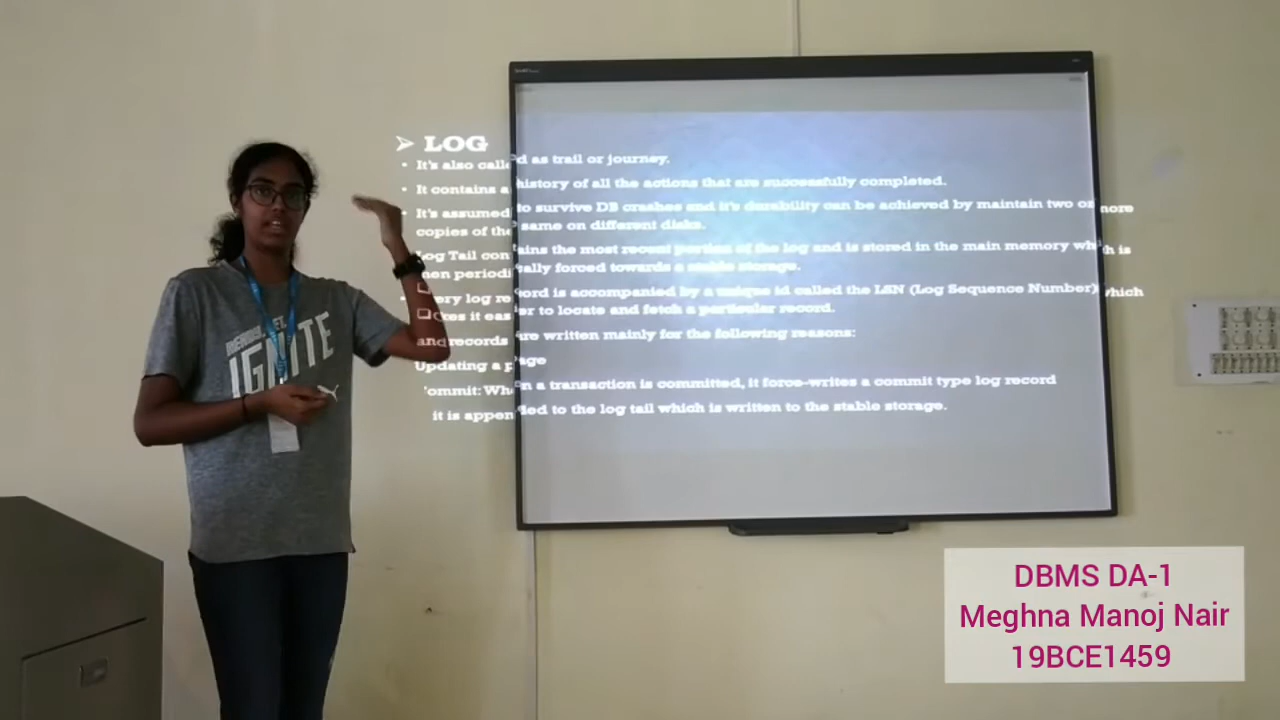 ➢ LOG
• It's also called as trail or journey.
• It contains a history of all the actions that are successfully completed.
• It's assumed to survive DB crashes and it's durability can be achieved by maintain two or more
copies of the same on different disks.
Log Tail contains the most recent portion of the log and is stored in the main memory which is
hen periodically forced towards a stable storage.
• ery log record is accompanied by a unique id called the LSN (Log Sequence Number) which
kes it easier to locate and fetch a particular record.
records are written mainly for the following reasons:
Updating a page
ommit: When a transaction is committed, it force-writes a commit type log record
and
it is appended to the log tail which is written to the stable storage.
IGNITE
DBMS DA-1
Meghna Manoj Nair
19BCE1459